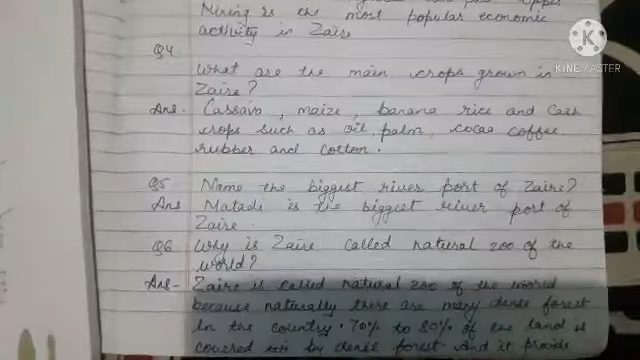 Mining is the most popular economic
activity in Zaire
Q4
What are the main crops grown in
Zaire?
Ans. Cassava, maize, banana rice and cash
crops such as oil, palm, cocoa coffee
rubber and cotton.
Q5 Name the biggest river port of Zaire?
Ans Matadi is the biggest river port of
Zaire.
Q6 Why is Zaire called natural zoo of the
world?
Ans- Zaire is called natural zoo of the world
because naturally there are many dense forest
in the country. 70% to 80% of the land is
covered by dense forest and it provide
KINEMASTER